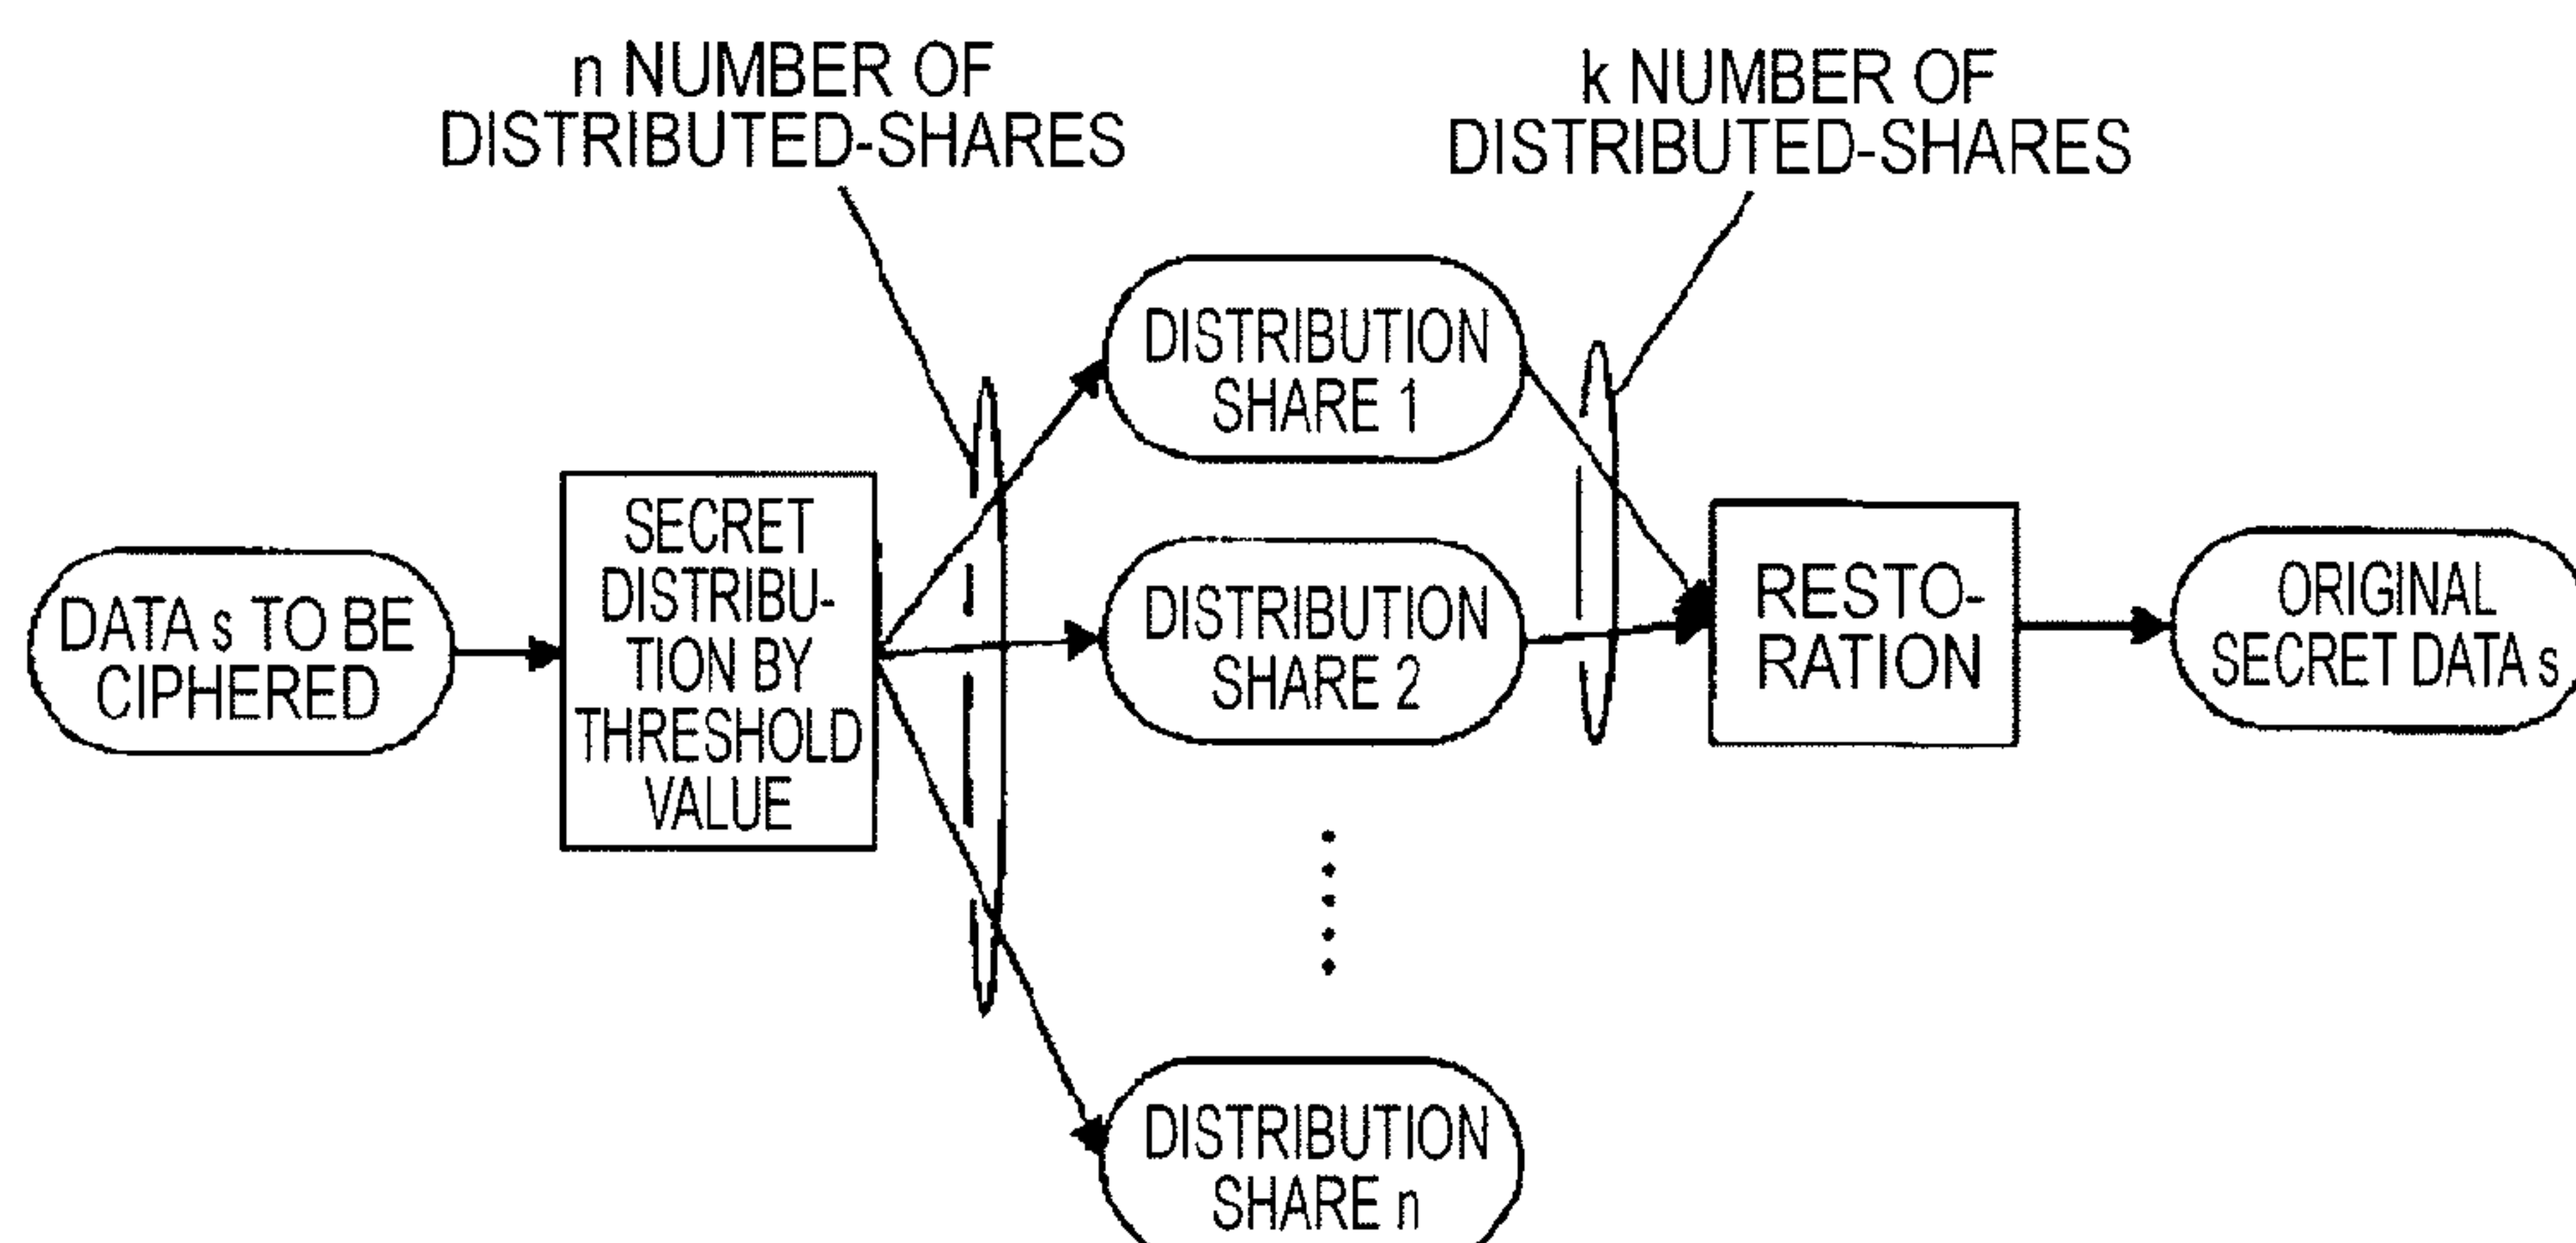 n NUMBER OF
DISTRIBUTED-SHARES
k NUMBER OF
DISTRIBUTED-SHARES
DATA s TO BE
CIPHERED
SECRET
DISTRIBU-
TION BY
THRESHOLD
VALUE
DISTRIBUTION
SHARE 1
DISTRIBUTION
SHARE 2
DISTRIBUTION
SHARE n
RESTO-
RATION
ORIGINAL
SECRET DATA s